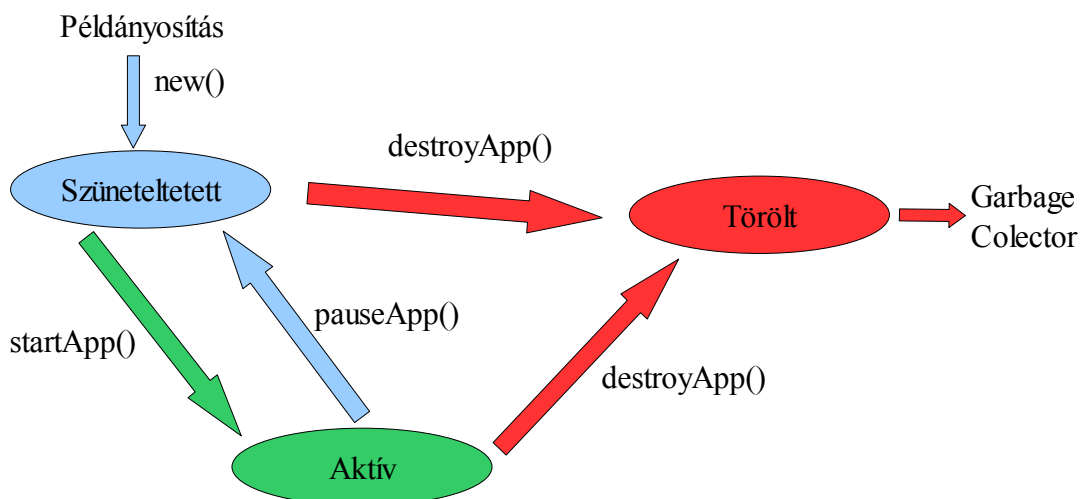 Példányosítás
new()
destroyApp()
Szüneteltetett
Törölt
Garbage
Colector
pauseApp()
startApp()
destroyApp()
Aktív